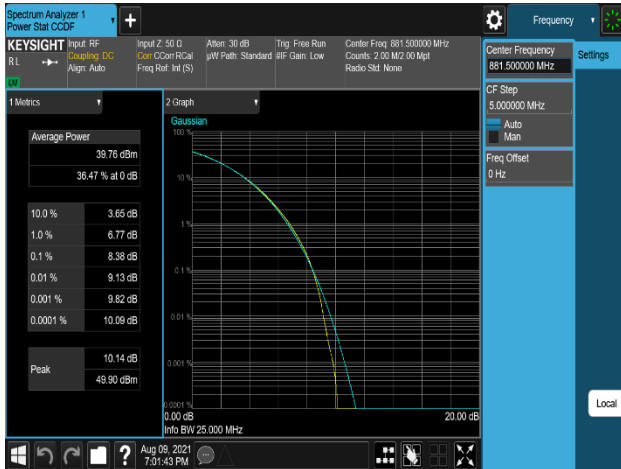 Spectrum Analyzer 1
Power Stat CCDF
Frequency
KEYSIGHT
RL
Input: RF
Coupling: DC
Align: Auto
Input Z: 50 Ω
Corr CCorr RCal
Freq Ref: Int (S)
Atten: 30 dB
µW Path: Standard
Trig: Free Run
#IF Gain: Low
Center Freq: 881.500000 MHz
Counts: 2.00 M/2.00 Mpt
Radio Std: None
Center Frequency
881.500000 MHz
Settings
CF Step
5.000000 MHz
Auto
Man
Freq Offset
0 Hz
1 Metrics
Average Power
39.76 dBm
36.47 % at 0 dB
10.0 % 3.65 dB
1.0 % 6.77 dB
0.1 % 8.38 dB
0.01 % 9.13 dB
0.001 % 9.82 dB
0.0001 % 10.09 dB
Peak
10.14 dB
49.90 dBm
2 Graph
Gaussian
100 %
10 %
1 %
0.1 %
0.01 %
0.001 %
0.0001 %
0.00 dB
20.00 dB
Info BW 25.000 MHz
Local
?
Aug 09, 2021
7:01:43 PM